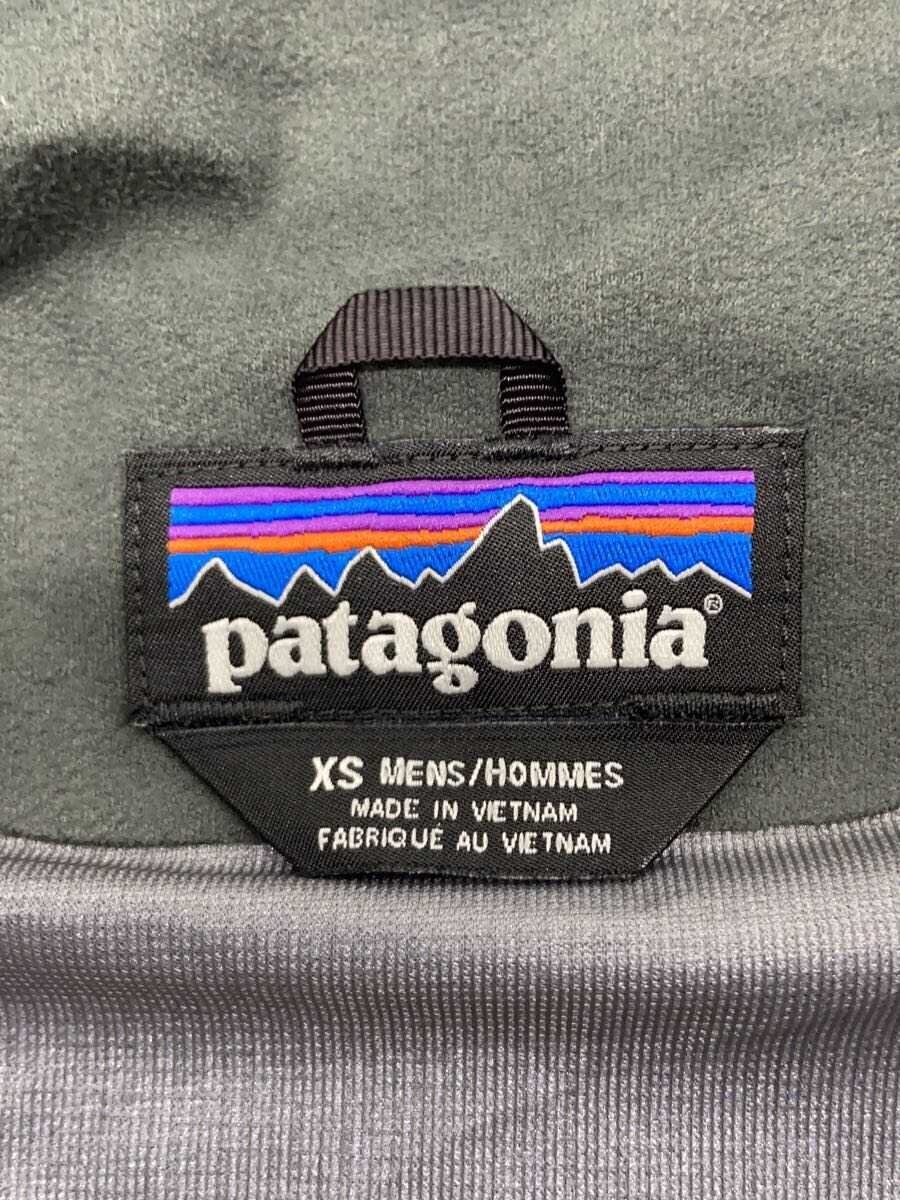 patagonia®
XS MENS/HOMMES
MADE IN VIETNAM
FABRIQUÉ AU VIETNAM